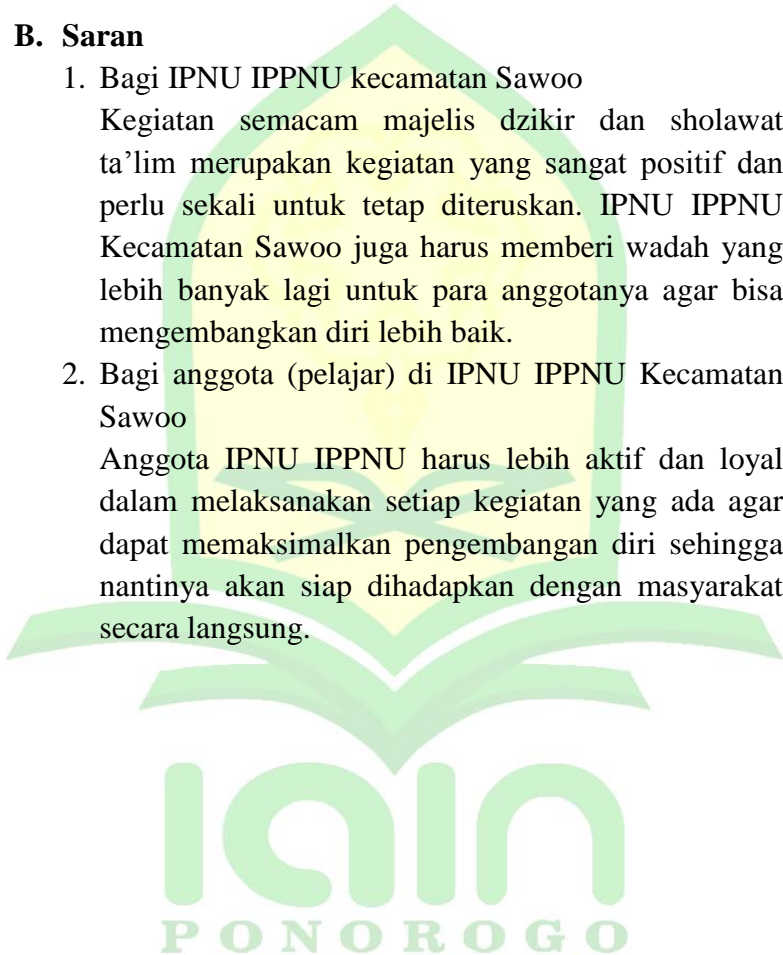 B. Saran
1. Bagi IPNU IPPNU kecamatan Sawoo
Kegiatan semacam majelis dzikir dan sholawat
ta’lim merupakan kegiatan yang sangat positif dan
perlu sekali untuk tetap diteruskan. IPNU IPPNU
Kecamatan Sawoo juga harus memberi wadah yang
lebih banyak lagi untuk para anggotanya agar bisa
mengembangkan diri lebih baik.
2. Bagi anggota (pelajar) di IPNU IPPNU Kecamatan
Sawoo
Anggota IPNU IPPNU harus lebih aktif dan loyal
dalam melaksanakan setiap kegiatan yang ada agar
dapat memaksimalkan pengembangan diri sehingga
nantinya akan siap dihadapkan dengan masyarakat
secara langsung.
IAIN
PONOROGO